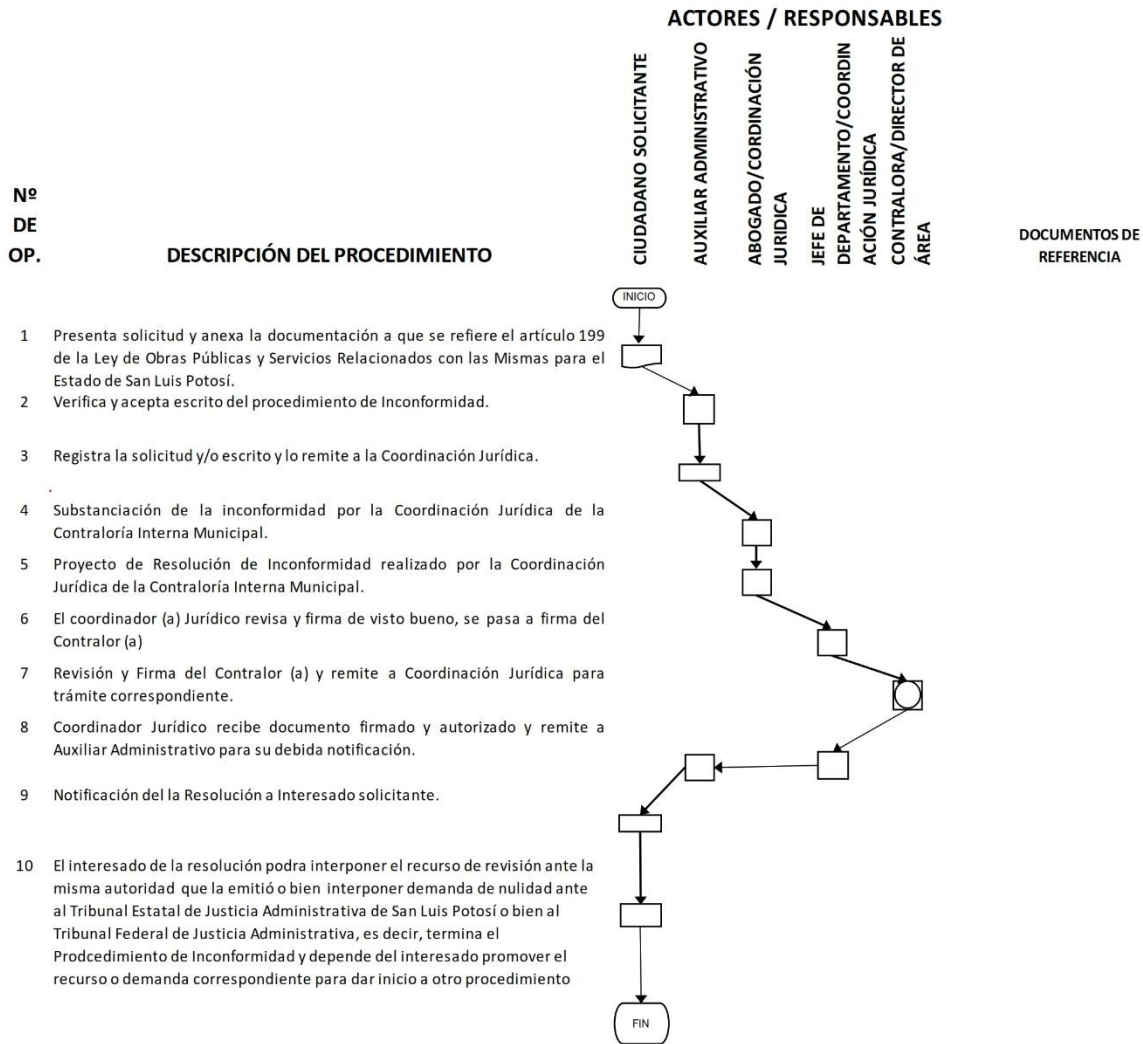 ACTORES / RESPONSABLES
Nº
DE
OP.
DESCRIPCIÓN DEL PROCEDIMIENTO
CIUDADANO SOLICITANTE
AUXILIAR ADMINISTRATIVO
ABOGADO/CORDINACIÓN
JURIDICA
JEFE DE
DEPARTAMENTO/COORDIN
ACIÓN JURÍDICA
CONTRALORA/DIRECTOR DE
ÁREA
DOCUMENTOS DE
REFERENCIA
INICIO
1 Presenta solicitud y anexa la documentación a que se refiere el artículo 199
de la Ley de Obras Públicas y Servicios Relacionados con las Mismas para el
Estado de San Luis Potosí.
2 Verifica y acepta escrito del procedimiento de Inconformidad.
3 Registra la solicitud y/o escrito y lo remite a la Coordinación Jurídica.
.
4 Substanciación de la inconformidad por la Coordinación Jurídica de la
Contraloría Interna Municipal.
5 Proyecto de Resolución de Inconformidad realizado por la Coordinación
Jurídica de la Contraloría Interna Municipal.
6 El coordinador (a) Jurídico revisa y firma de visto bueno, se pasa a firma del
Contralor (a)
7 Revisión y Firma del Contralor (a) y remite a Coordinación Jurídica para
trámite correspondiente.
8 Coordinador Jurídico recibe documento firmado y autorizado y remite a
Auxiliar Administrativo para su debida notificación.
9 Notificación del la Resolución a Interesado solicitante.
10 El interesado de la resolución podra interponer el recurso de revisión ante la
misma autoridad que la emitió o bien interponer demanda de nulidad ante
al Tribunal Estatal de Justicia Administrativa de San Luis Potosí o bien al
Tribunal Federal de Justicia Administrativa, es decir, termina el
Prodcedimiento de Inconformidad y depende del interesado promover el
recurso o demanda correspondiente para dar inicio a otro procedimiento
FIN